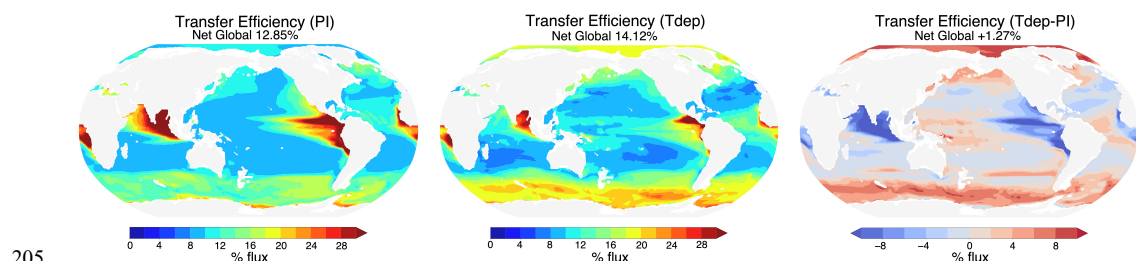 Transfer Efficiency (PI)
Net Global 12.85%
Transfer Efficiency (Tdep)
Net Global 14.12%
Transfer Efficiency (Tdep-PI)
Net Global +1.27%
0 4 8 12 16 20 24 28
% flux
0 4 8 12 16 20 24 28
% flux
−8 −4 0 4 8
% flux
205